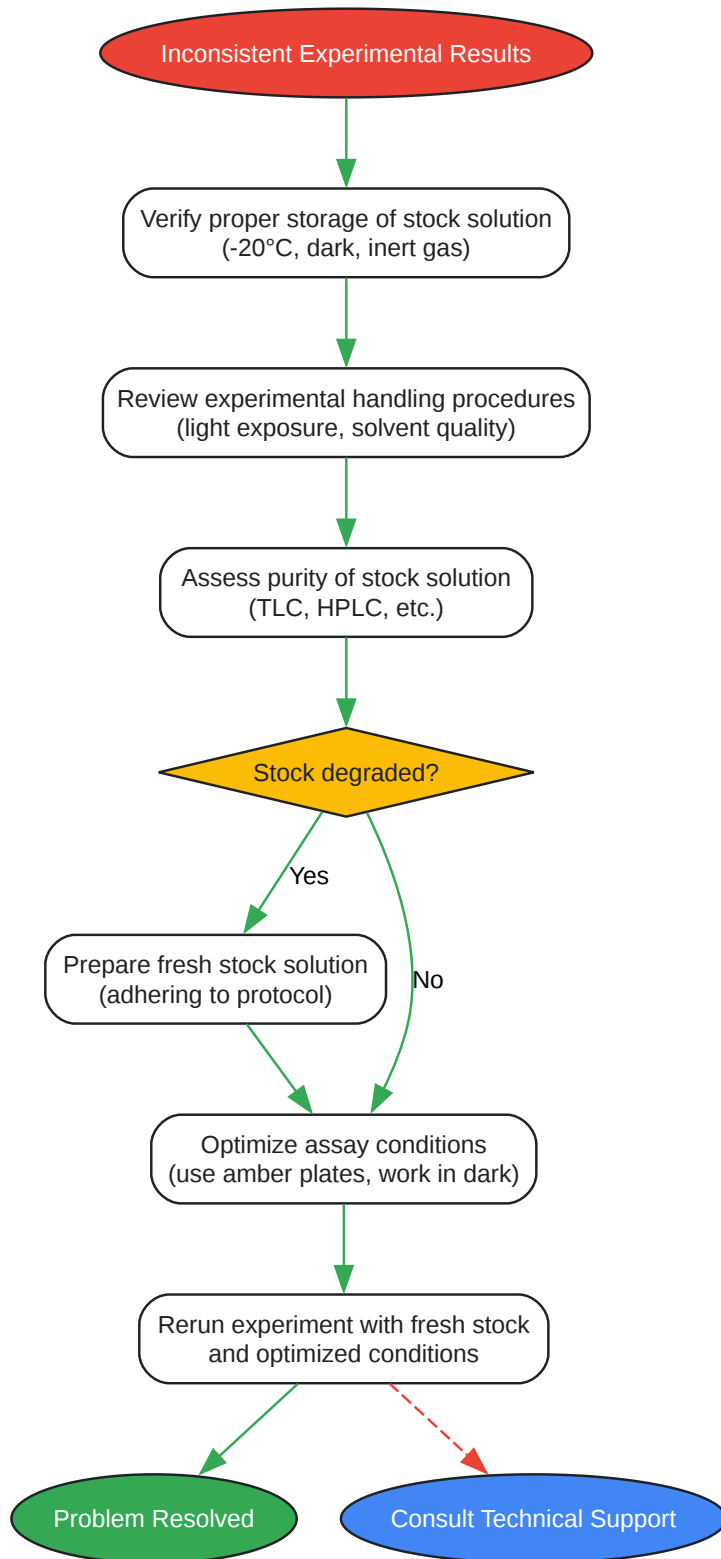 Inconsistent Experimental Results
Verify proper storage of stock solution
(-20°C, dark, inert gas)
Review experimental handling procedures
(light exposure, solvent quality)
Assess purity of stock solution
(TLC, HPLC, etc.)
Stock degraded?
Yes
Prepare fresh stock solution
(adhering to protocol)
No
Optimize assay conditions
(use amber plates, work in dark)
Rerun experiment with fresh stock
and optimized conditions
Problem Resolved
Consult Technical Support